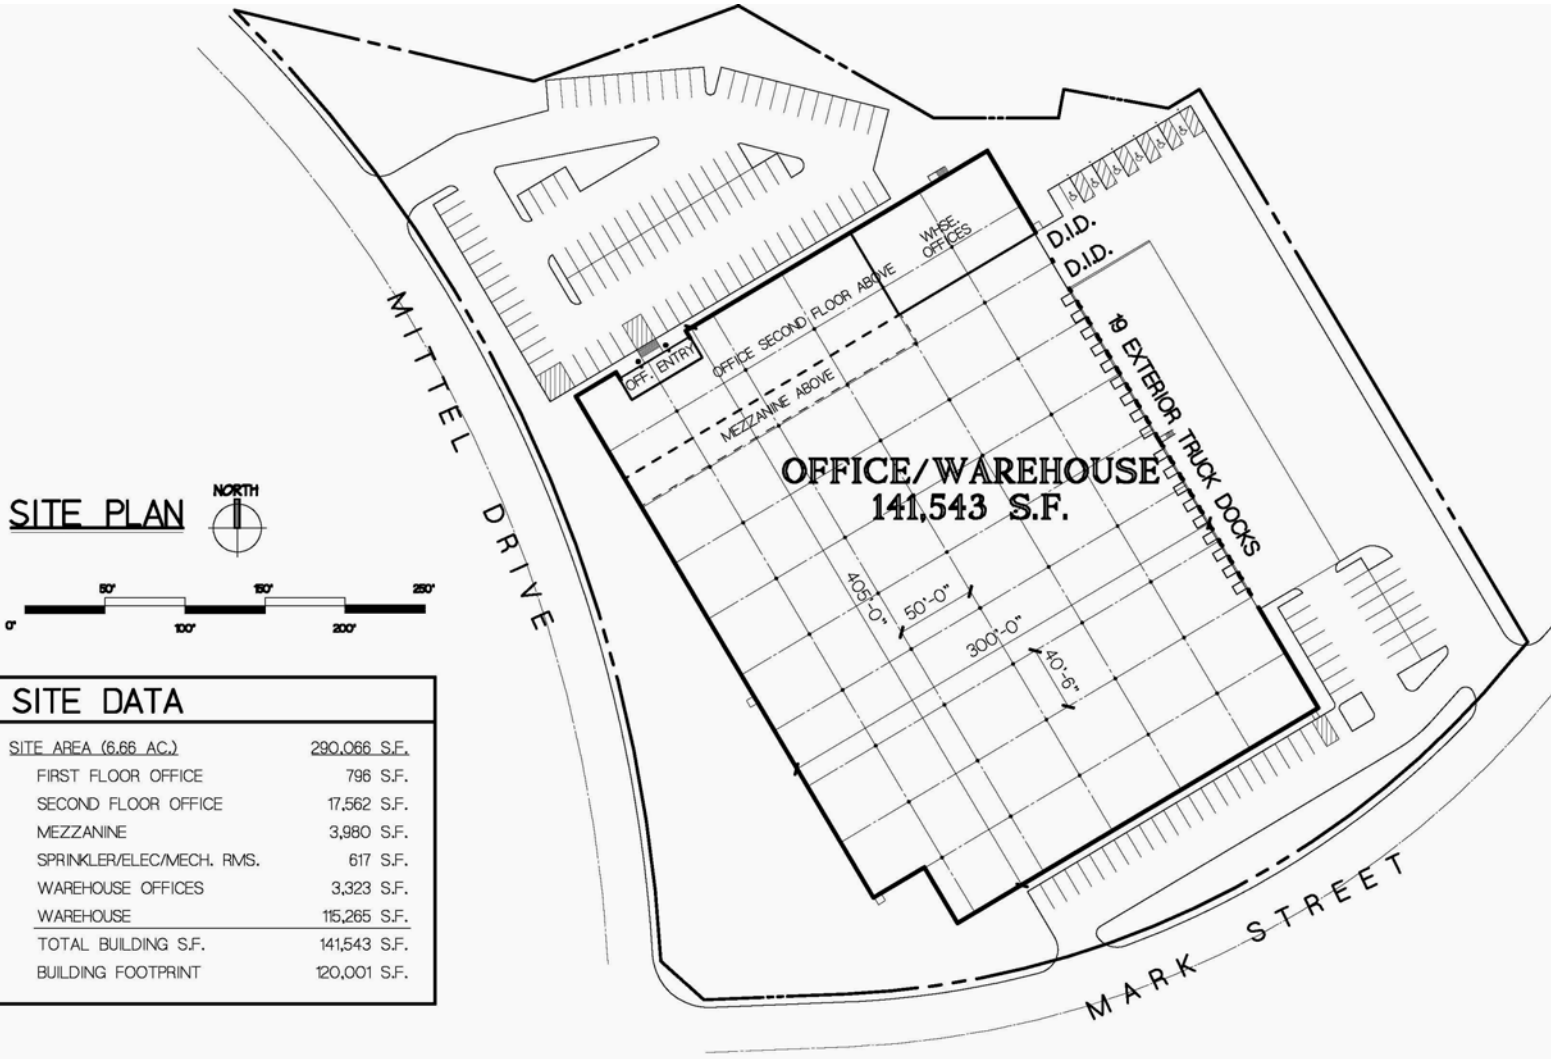 WHSE.
OFFICES
D.I.D.
D.I.D.
OFFICE SECOND FLOOR ABOVE
OFF. ENTRY
MEZZANINE ABOVE
19 EXTERIOR TRUCK DOCKS
OFFICE/WAREHOUSE
141,543 S.F.
405'-0"
50'-0"
300'-0"
40'-6"
MITTEL DRIVE
MARK STREET
SITE PLAN
NORTH
50' 150' 250'
0' 100' 200'
SITE DATA
SITE AREA (6.66 AC.) 290,066 S.F.
FIRST FLOOR OFFICE 796 S.F.
SECOND FLOOR OFFICE 17,562 S.F.
MEZZANINE 3,980 S.F.
SPRINKLER/ELEC/MECH. RMS. 617 S.F.
WAREHOUSE OFFICES 3,323 S.F.
WAREHOUSE 115,265 S.F.
TOTAL BUILDING S.F. 141,543 S.F.
BUILDING FOOTPRINT 120,001 S.F.